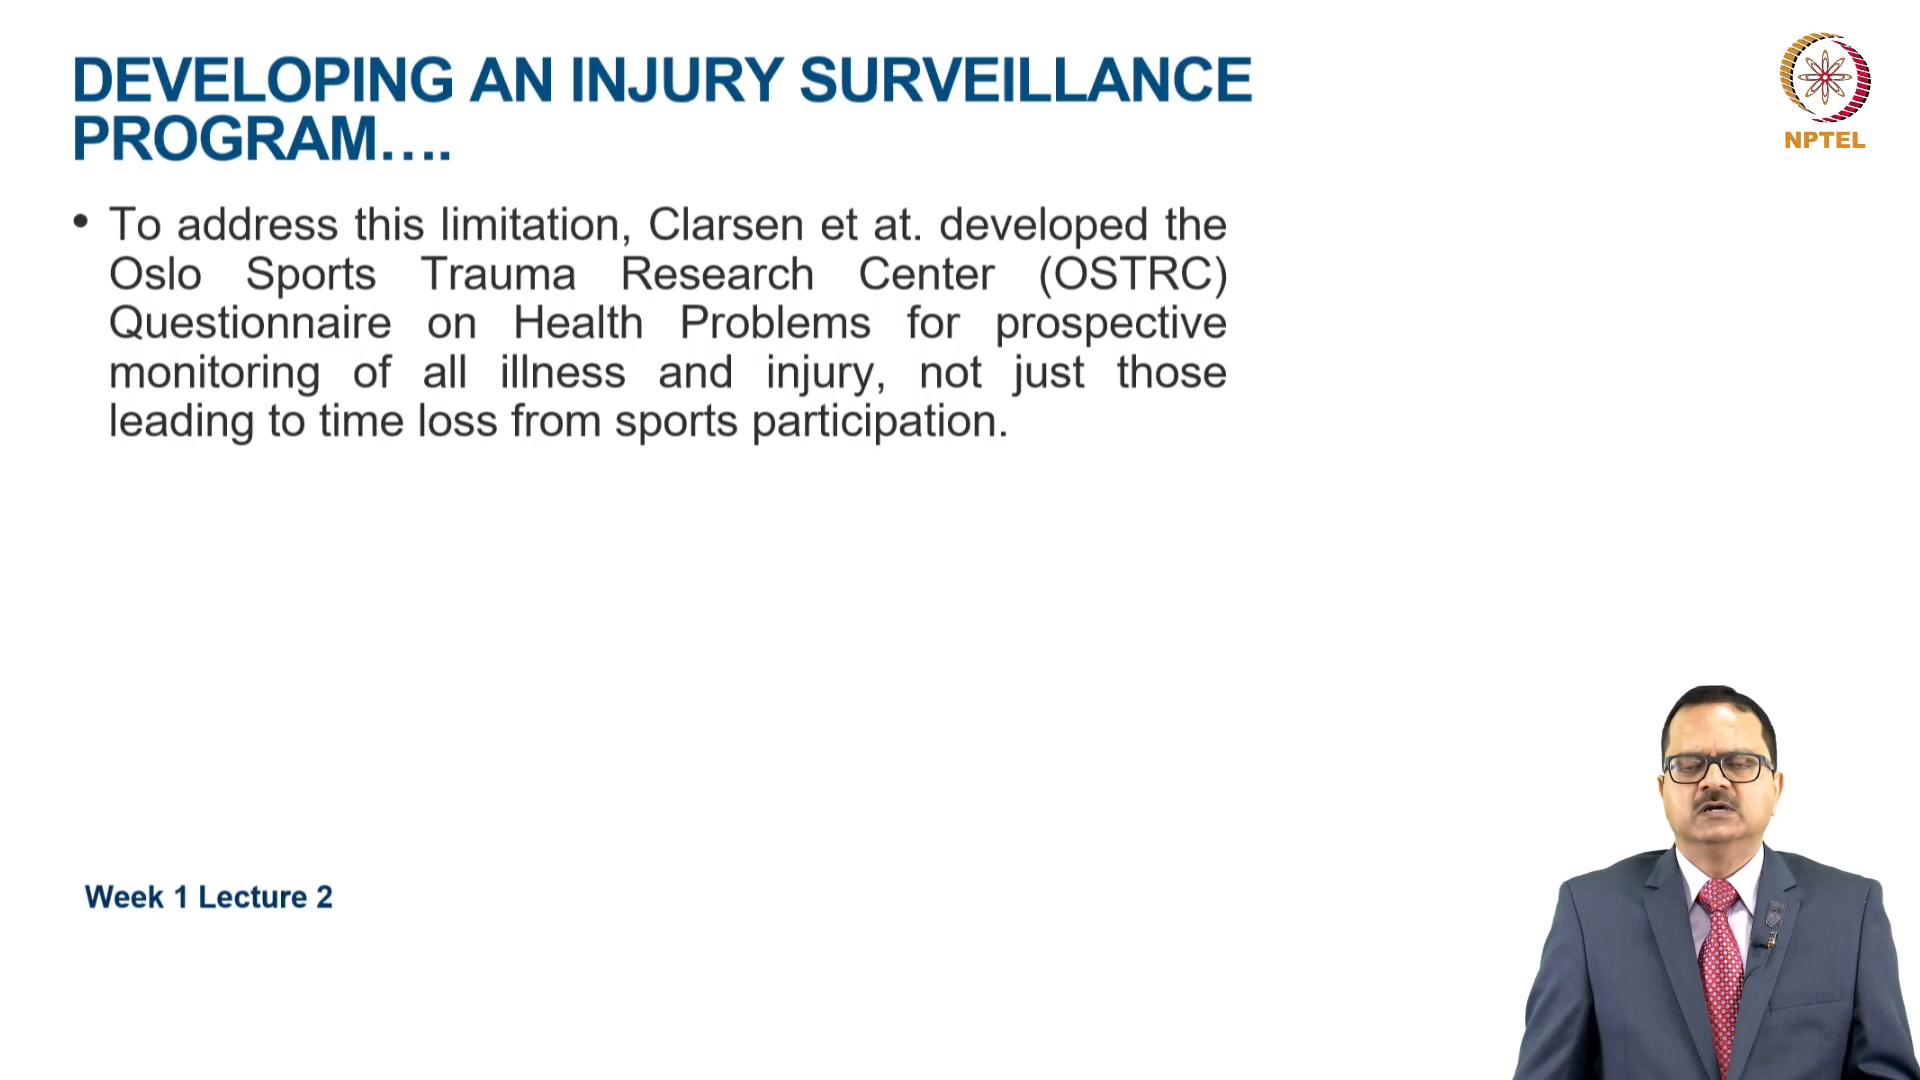 DEVELOPING AN INJURY SURVEILLANCE
PROGRAM....
• To address this limitation, Clarsen et at. developed the
Oslo Sports Trauma Research Center (OSTRC)
Questionnaire on Health Problems for prospective
monitoring of all illness and injury, not just those
leading to time loss from sports participation.
NPTEL
Week 1 Lecture 2